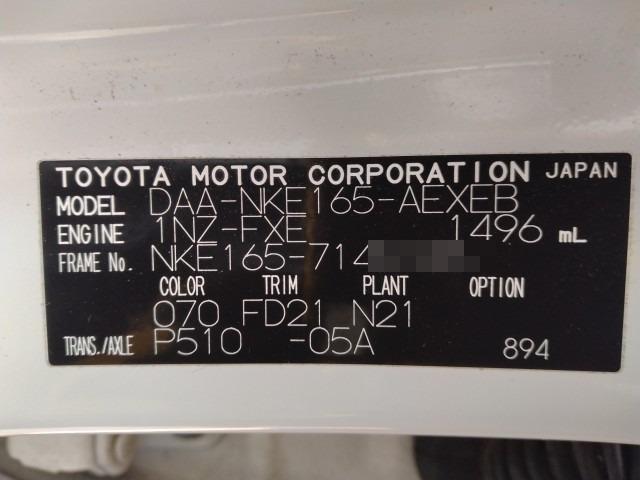 TOYOTA MOTOR CORPORATION JAPAN
MODEL DAA-NKE165-AEXEB
ENGINE 1NZ-FXE 1496 mL
FRAME No. NKE165-714
COLOR TRIM PLANT OPTION
070 FD21 N21
TRANS./AXLE P510 -05A 894